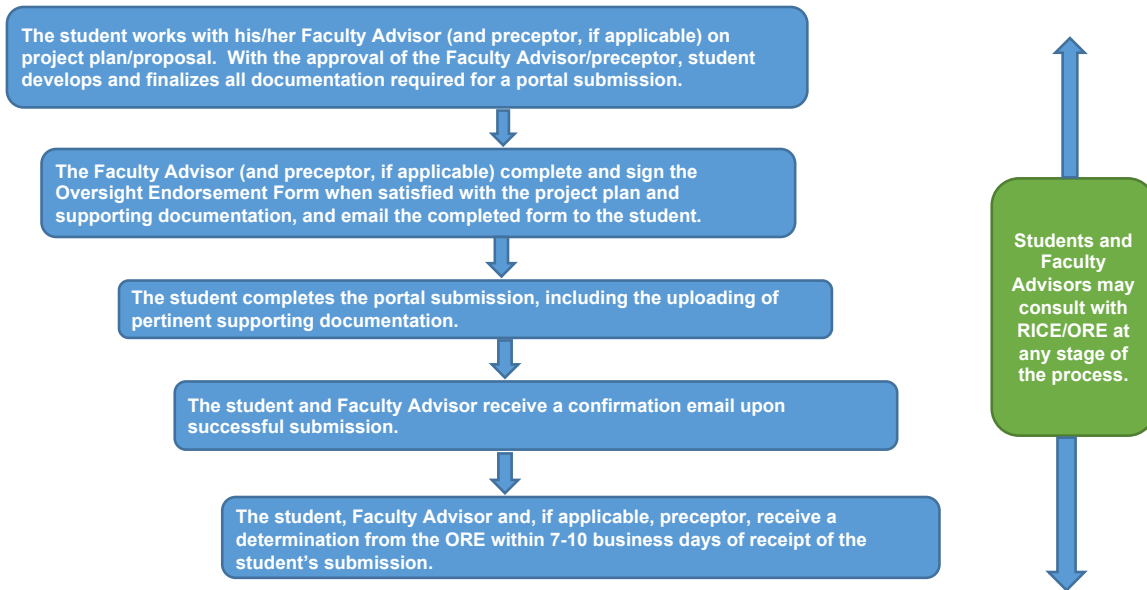 The student works with his/her Faculty Advisor (and preceptor, if applicable) on
project plan/proposal.  With the approval of the Faculty Advisor/preceptor, student
develops and finalizes all documentation required for a portal submission.
The Faculty Advisor (and preceptor, if applicable) complete and sign the
Oversight Endorsement Form when satisfied with the project plan and
supporting documentation, and email the completed form to the student.
The student completes the portal submission, including the uploading of
pertinent supporting documentation.
The student and Faculty Advisor receive a confirmation email upon
successful submission.
The student, Faculty Advisor and, if applicable, preceptor, receive a
determination from the ORE within 7-10 business days of receipt of the
student’s submission.
Students and
Faculty
Advisors may
consult with
RICE/ORE at
any stage of
the process.